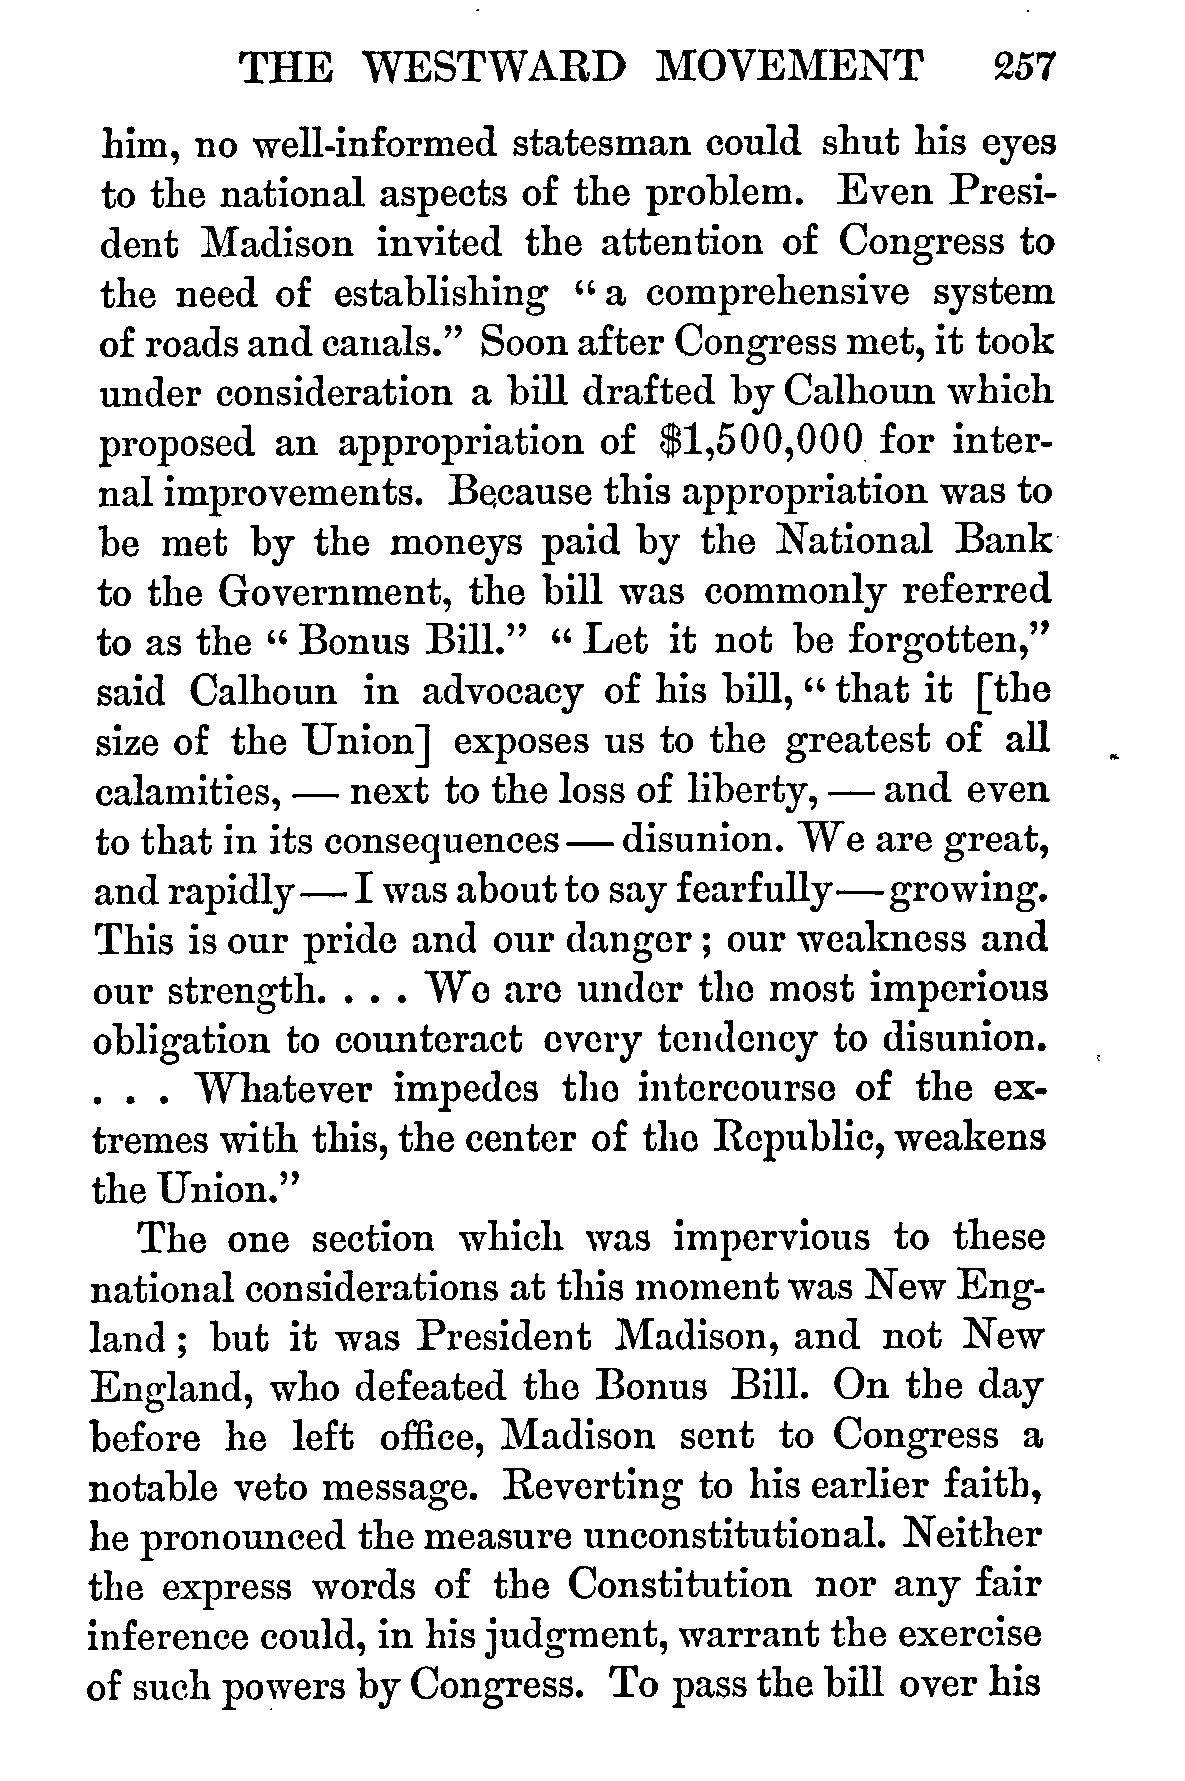 THE WESTWARD MOVEMENT 257
him, no well-informed statesman could shut his eyes
to the national aspects of the problem. Even Presi-
dent Madison invited the attention of Congress to
the need of establishing “ a comprehensive system
of roads and canals.” Soon after Congress met, it took
under consideration a bill drafted by Calhoun which
proposed an appropriation of $1,500,000 for inter-
nal improvements. Because this appropriation was to
be met by the moneys paid by the National Bank
to the Government, the bill was commonly referred
to as the “ Bonus Bill.” “ Let it not be forgotten,”
said Calhoun in advocacy of his bill, “ that it [the
size of the Union] exposes us to the greatest of all
calamities, — next to the loss of liberty, — and even
to that in its consequences — disunion. We are great,
and rapidly — I was about to say fearfully — growing.
This is our pride and our danger ; our weakness and
our strength. . . . We are under the most imperious
obligation to counteract every tendency to disunion.
. . . Whatever impedes the intercourse of the ex-
tremes with this, the center of the Republic, weakens
the Union.”
The one section which was impervious to these
national considerations at this moment was New Eng-
land ; but it was President Madison, and not New
England, who defeated the Bonus Bill. On the day
before he left office, Madison sent to Congress a
notable veto message. Reverting to his earlier faith,
he pronounced the measure unconstitutional. Neither
the express words of the Constitution nor any fair
inference could, in his judgment, warrant the exercise
of such powers by Congress. To pass the bill over his